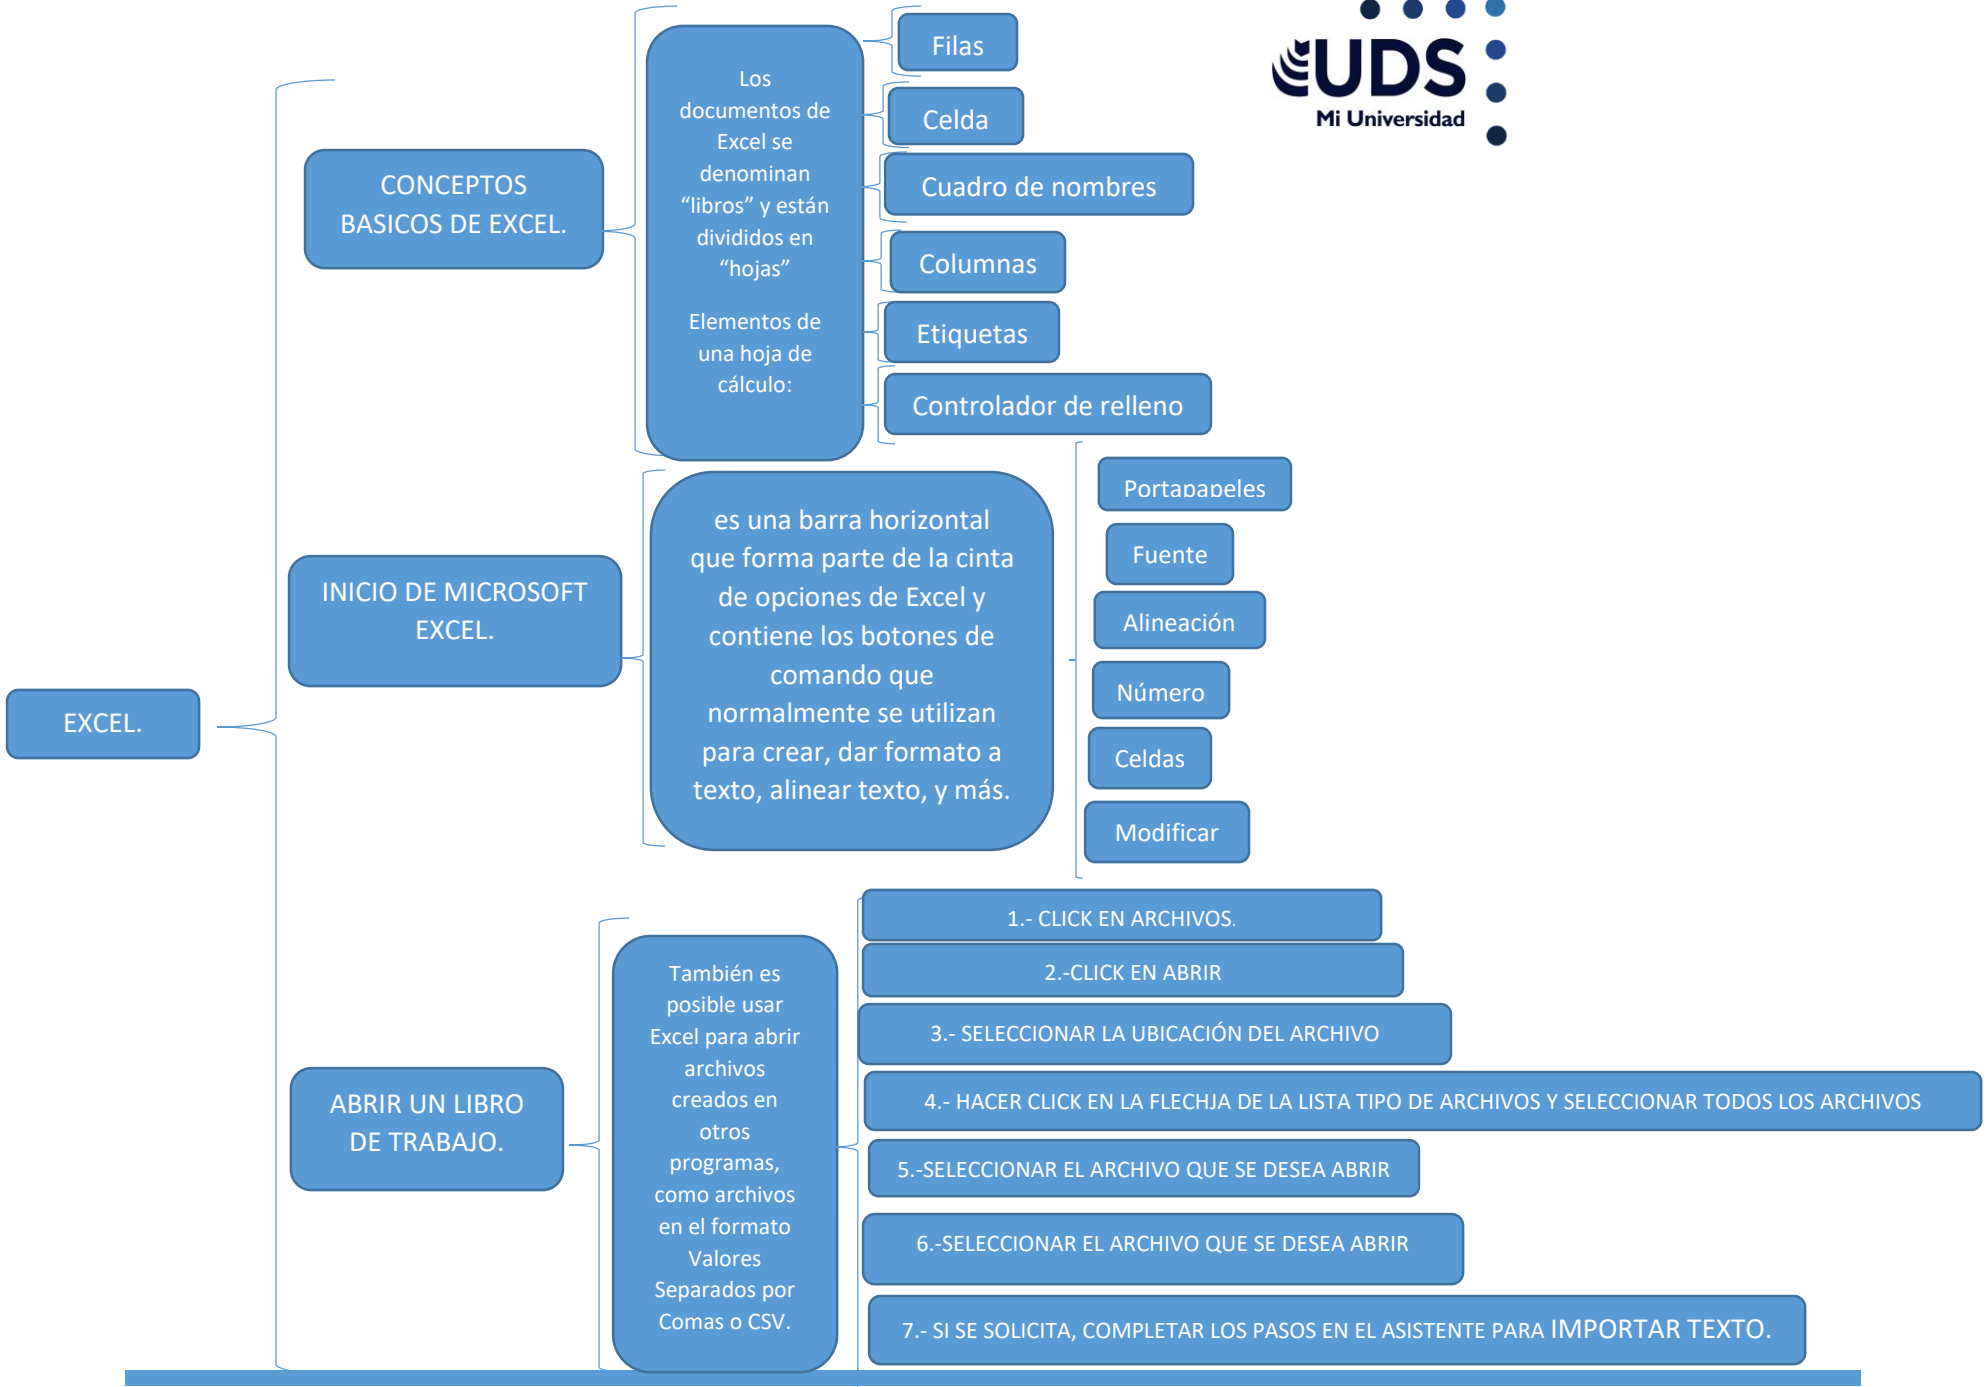 UDS
Mi Universidad
EXCEL.
CONCEPTOS
BASICOS DE EXCEL.
Los
documentos de
Excel se
denominan
“libros” y están
divididos en
“hojas”
Elementos de
una hoja de
cálculo:
Filas
Celda
Cuadro de nombres
Columnas
Etiquetas
Controlador de relleno
INICIO DE MICROSOFT
EXCEL.
es una barra horizontal
que forma parte de la cinta
de opciones de Excel y
contiene los botones de
comando que
normalmente se utilizan
para crear, dar formato a
texto, alinear texto, y más.
Portapapeles
Fuente
Alineación
Número
Celdas
Modificar
ABRIR UN LIBRO
DE TRABAJO.
También es
posible usar
Excel para abrir
archivos
creados en
otros
programas,
como archivos
en el formato
Valores
Separados por
Comas o CSV.
1.- CLICK EN ARCHIVOS.
2.-CLICK EN ABRIR
3.- SELECCIONAR LA UBICACIÓN DEL ARCHIVO
4.- HACER CLICK EN LA FLECHJA DE LA LISTA TIPO DE ARCHIVOS Y SELECCIONAR TODOS LOS ARCHIVOS
5.-SELECCIONAR EL ARCHIVO QUE SE DESEA ABRIR
6.-SELECCIONAR EL ARCHIVO QUE SE DESEA ABRIR
7.- SI SE SOLICITA, COMPLETAR LOS PASOS EN EL ASISTENTE PARA IMPORTAR TEXTO.